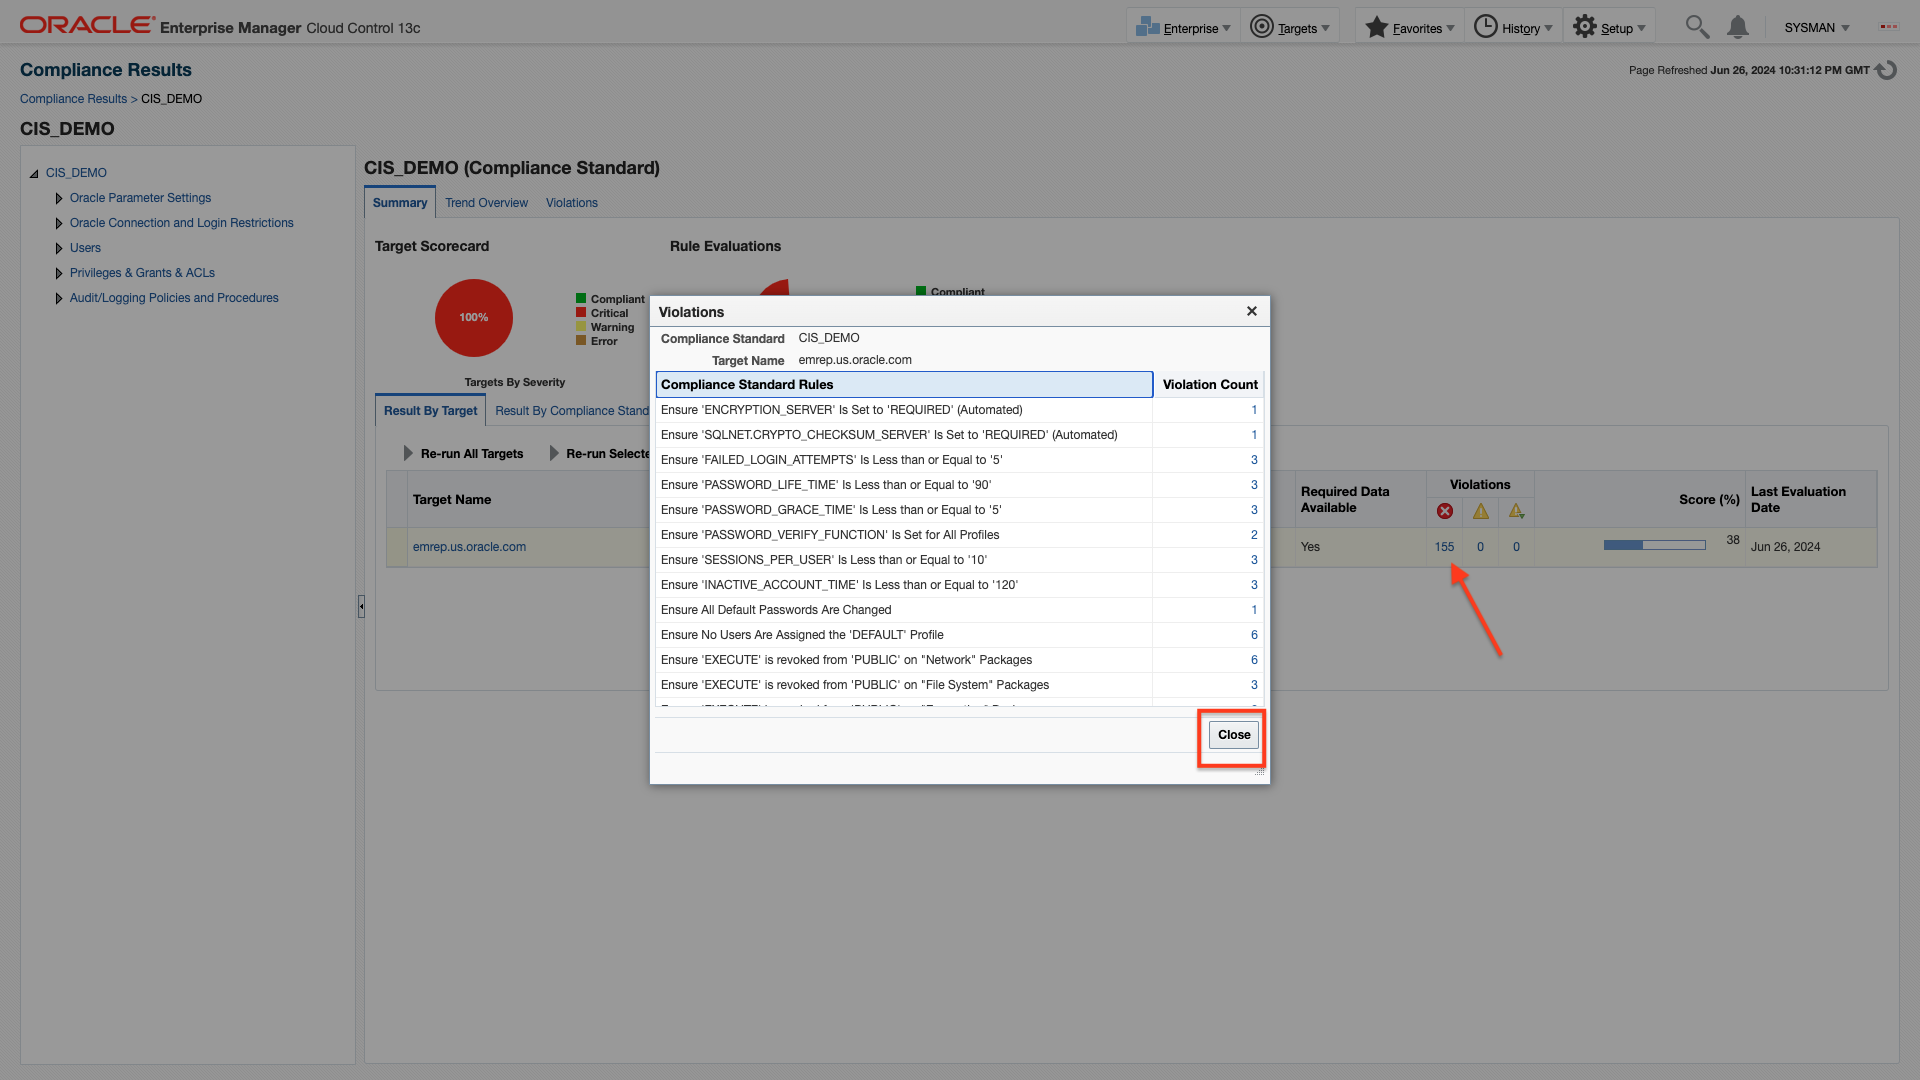 ORACLE Enterprise Manager Cloud Control 13c
Enterprise Targets Favorites History Setup SYSMAN
Compliance Results
Page Refreshed Jun 26, 2024 10:31:12 PM GMT
Compliance Results > CIS_DEMO
CIS_DEMO
CIS_DEMO
Oracle Parameter Settings
Oracle Connection and Login Restrictions
Users
Privileges & Grants & ACLs
Audit/Logging Policies and Procedures
CIS_DEMO (Compliance Standard)
Summary Trend Overview Violations
Target Scorecard
Rule Evaluations
100%
Compliant
Critical
Warning
Error
Targets By Severity
Compliant
Result By Target Result By Compliance Stand
Re-run All Targets Re-run Selecte
Target Name
Required Data
Available
Violations
Score (%)
Last Evaluation
Date
emrep.us.oracle.com
Yes
155 0 0
38
Jun 26, 2024
Violations
Compliance Standard CIS_DEMO
Target Name emrep.us.oracle.com
Compliance Standard Rules Violation Count
Ensure 'ENCRYPTION_SERVER' Is Set to 'REQUIRED' (Automated) 1
Ensure 'SQLNET.CRYPTO_CHECKSUM_SERVER' Is Set to 'REQUIRED' (Automated) 1
Ensure 'FAILED_LOGIN_ATTEMPTS' Is Less than or Equal to '5' 3
Ensure 'PASSWORD_LIFE_TIME' Is Less than or Equal to '90' 3
Ensure 'PASSWORD_GRACE_TIME' Is Less than or Equal to '5' 3
Ensure 'PASSWORD_VERIFY_FUNCTION' Is Set for All Profiles 2
Ensure 'SESSIONS_PER_USER' Is Less than or Equal to '10' 3
Ensure 'INACTIVE_ACCOUNT_TIME' Is Less than or Equal to '120' 3
Ensure All Default Passwords Are Changed 1
Ensure No Users Are Assigned the 'DEFAULT' Profile 6
Ensure 'EXECUTE' is revoked from 'PUBLIC' on "Network" Packages 6
Ensure 'EXECUTE' is revoked from 'PUBLIC' on "File System" Packages 3
Close